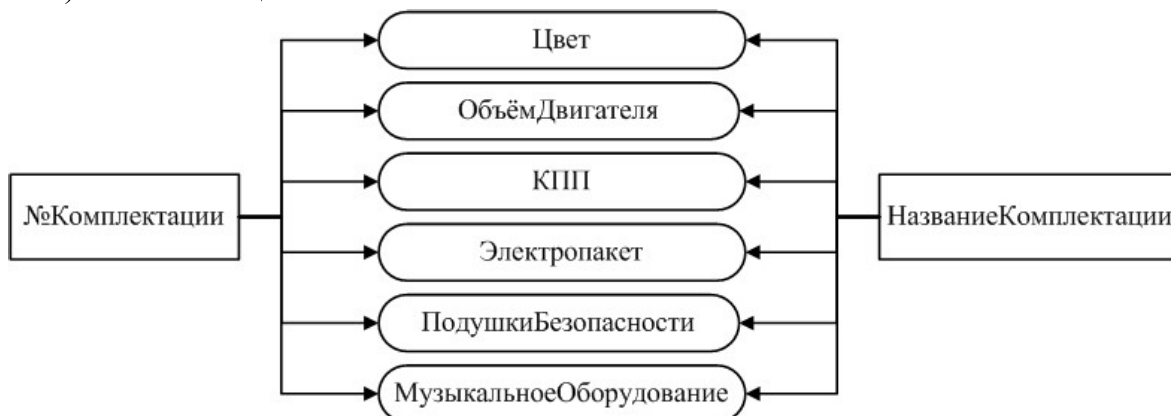 Цвет
ОбъёмДвигателя
КПП
№Комплектации
НазваниеКомплектации
Электропакет
ПодушкиБезопасности
МузыкальноеОборудование